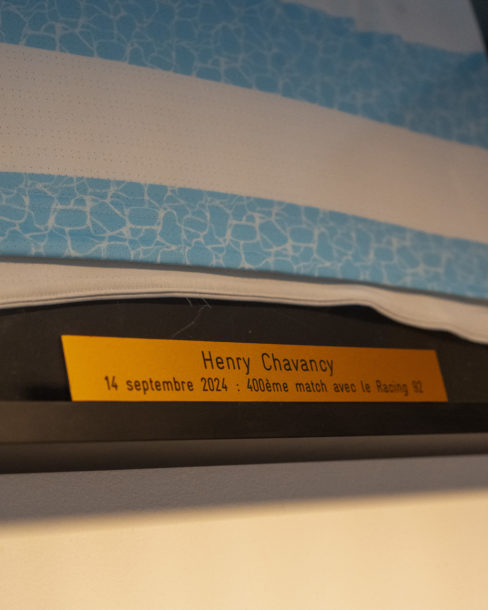 Henry Chavancy
14 septembre 2024 : 400ème match avec le Racing 92